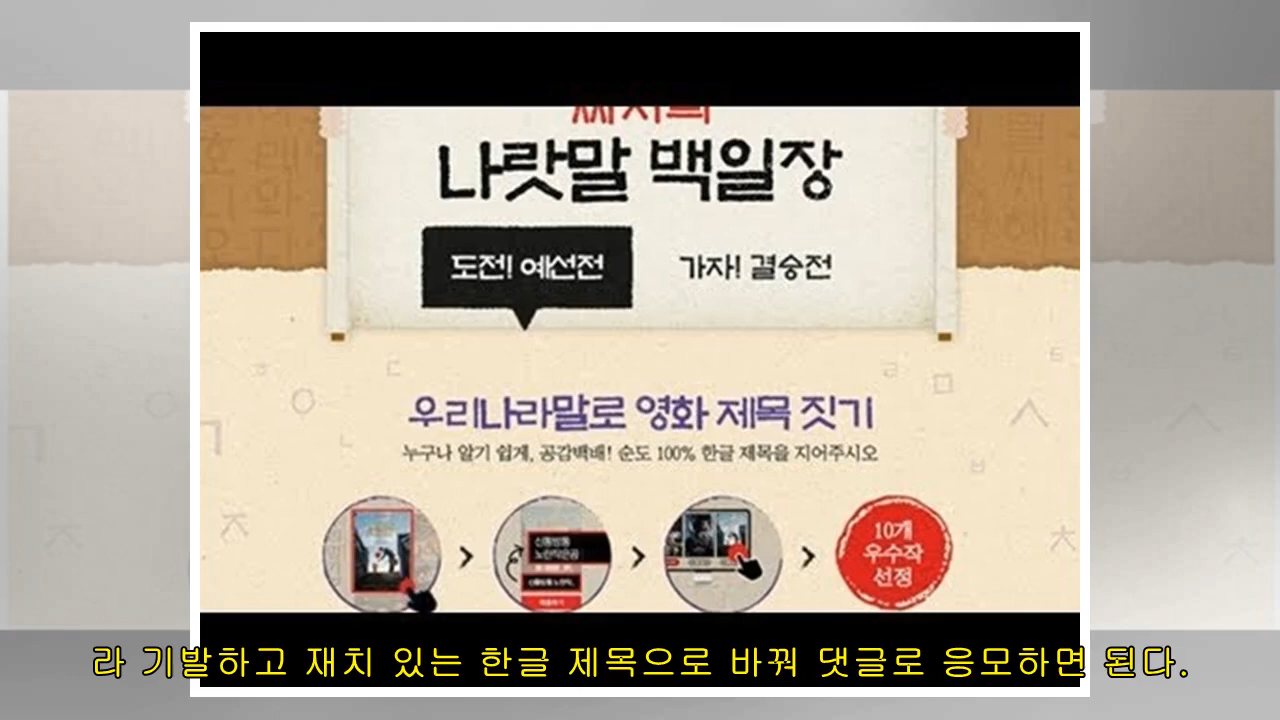 나랏말 백일장
도전! 예선전
가자! 결승전
우리나라말로 영화 제목 짓기
누구나 알기 쉽게, 공감백배! 순도 100% 한글 제목을 지어주시오
10개
우수작
선정
라 기발하고 재치 있는 한글 제목으로 바꿔 댓글로 응모하면 된다.